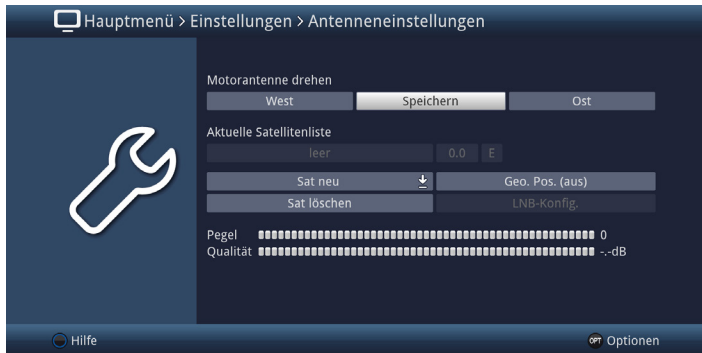 Hauptmenü > Einstellungen > Antenneneinstellungen
Motorantenne drehen
West Speichern Ost
Aktuelle Satellitenliste
leer 0.0 E
Sat neu Geo. Pos. (aus)
Sat löschen LNB-Konfig.
Pegel 0
Qualität -.-dB
Hilfe OPT Optionen